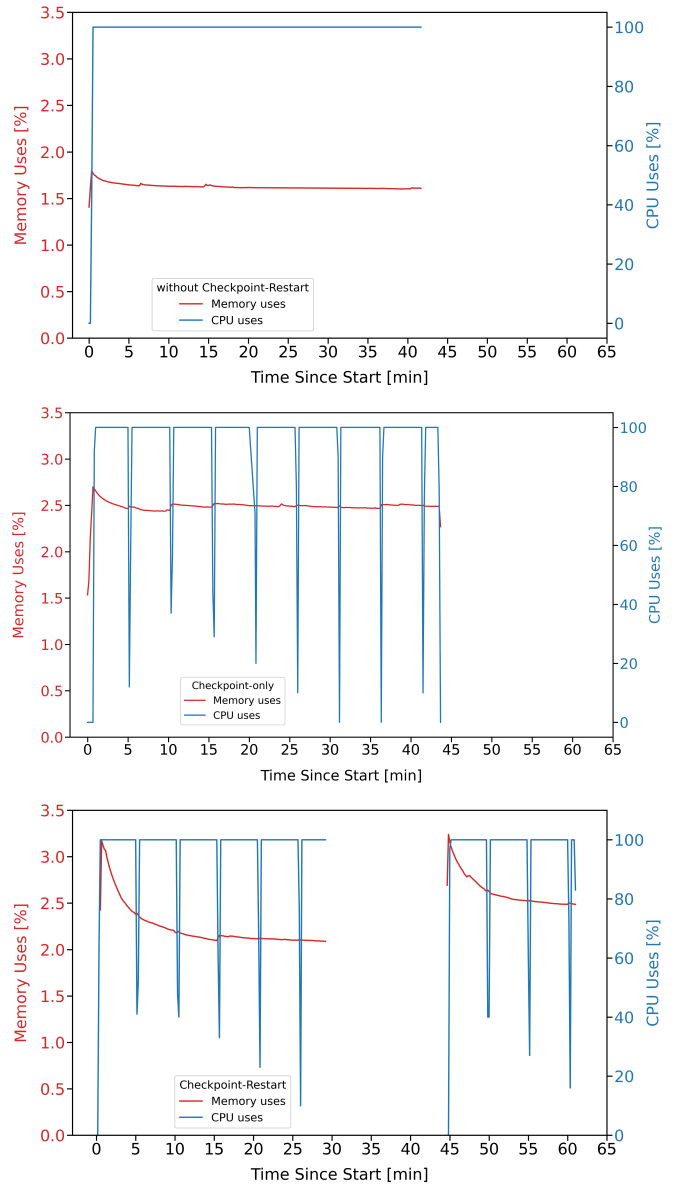 3.5
3.0
2.5
2.0
1.5
1.0
0.5
0.0
Memory Uses [%]
100
80
60
40
20
0
CPU Uses [%]
without Checkpoint-Restart
Memory uses
CPU uses
0 5 10 15 20 25 30 35 40 45 50 55 60 65
Time Since Start [min]
3.5
3.0
2.5
2.0
1.5
1.0
0.5
0.0
Memory Uses [%]
100
80
60
40
20
0
CPU Uses [%]
Checkpoint-only
Memory uses
CPU uses
0 5 10 15 20 25 30 35 40 45 50 55 60 65
Time Since Start [min]
3.5
3.0
2.5
2.0
1.5
1.0
0.5
0.0
Memory Uses [%]
100
80
60
40
20
0
CPU Uses [%]
Checkpoint-Restart
Memory uses
CPU uses
0 5 10 15 20 25 30 35 40 45 50 55 60 65
Time Since Start [min]